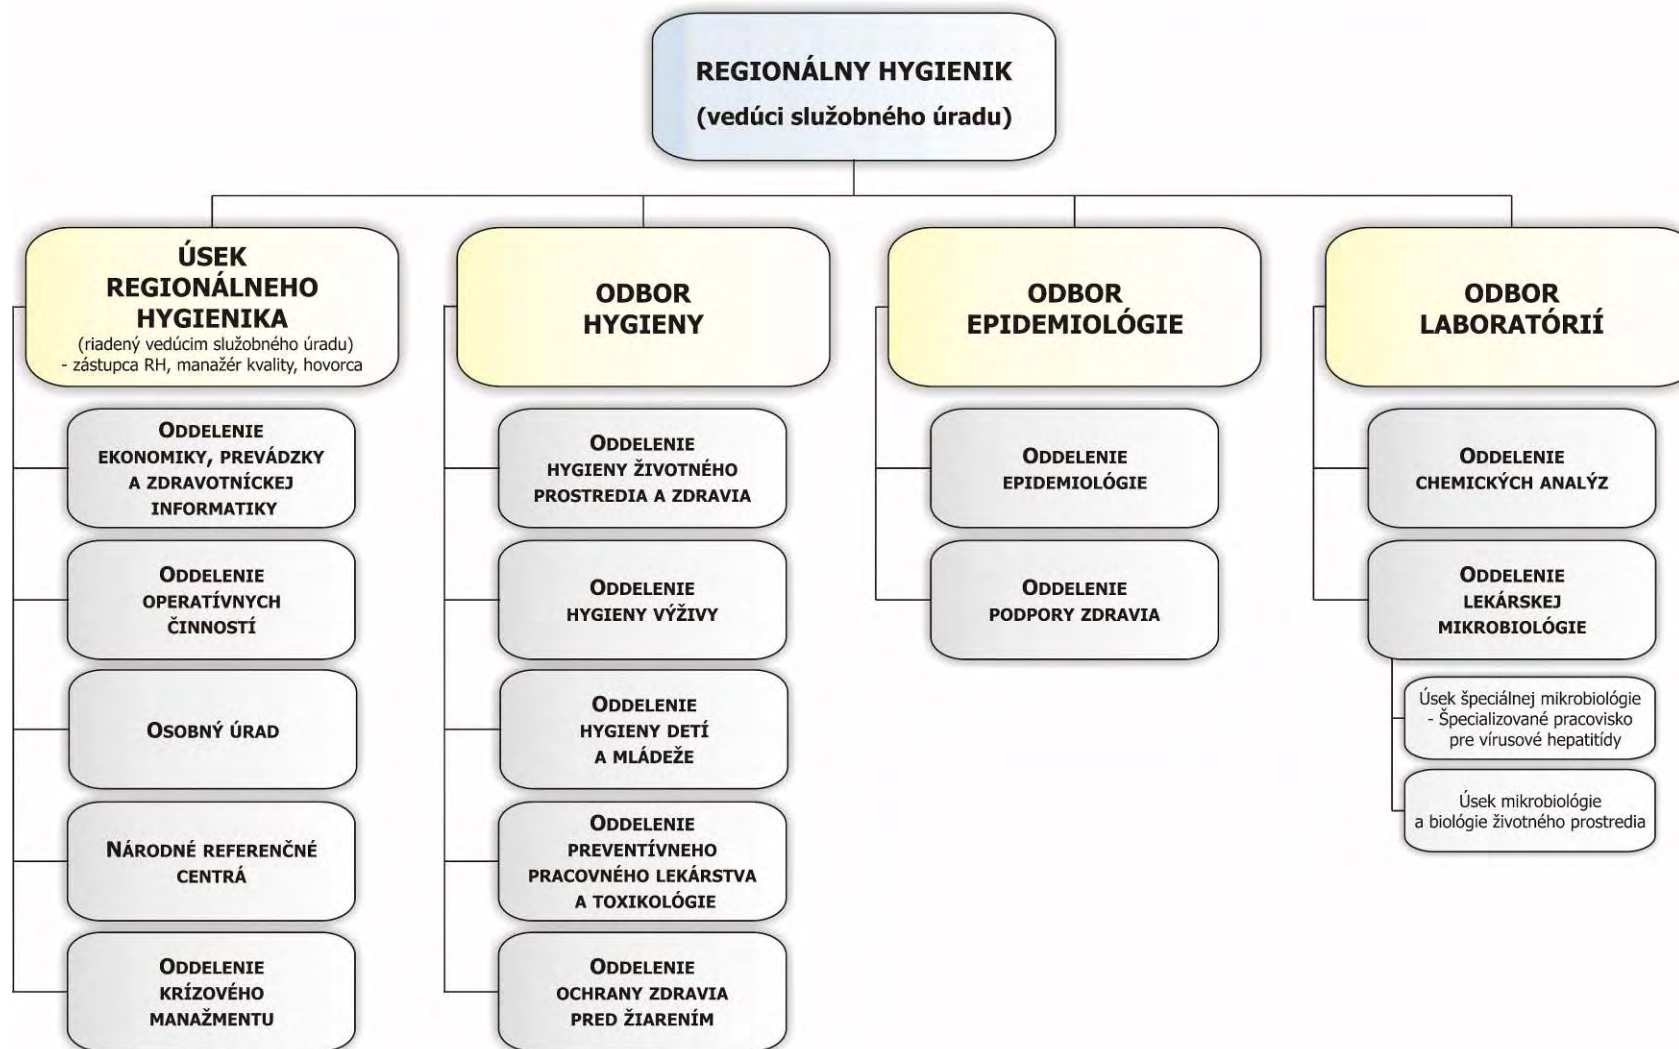 REGIONÁLNY HYGIENIK
(vedúci služobného úradu)
ÚSEK
REGIONÁLNEHO
HYGIENIKA
(riadený vedúcim služobného úradu)
- zástupca RH, manažér kvality, hovorca
ODDELENIE
EKONOMIKY, PREVÁDZKY
A ZDRAVOTNÍCKEJ
INFORMATIKY
ODDELENIE
OPERATÍVNYCH
ČINNOSTÍ
OSOBNÝ ÚRAD
NÁRODNÉ REFERENČNÉ
CENTRÁ
ODDELENIE
KRÍZOVÉHO
MANAŽMENTU
ODBOR
HYGIENY
ODDELENIE
HYGIENY ŽIVOTNÉHO
PROSTREDIA A ZDRAVIA
ODDELENIE
HYGIENY VÝŽIVY
ODDELENIE
HYGIENY DETÍ
A MLÁDEŽE
ODDELENIE
PREVENTÍVNEHO
PRACOVNÉHO LEKÁRSTVA
A TOXIKOLÓGIE
ODDELENIE
OCHRANY ZDRAVIA
PRED ŽIARENÍM
ODBOR
EPIDEMIOLÓGIE
ODDELENIE
EPIDEMIOLÓGIE
ODDELENIE
PODPORY ZDRAVIA
ODBOR
LABORATÓRIÍ
ODDELENIE
CHEMICKÝCH ANALÝZ
ODDELENIE
LEKÁRSKEJ
MIKROBIOLÓGIE
Úsek špeciálnej mikrobiológie
- Špecializované pracovisko
pre vírusové hepatitídy
Úsek mikrobiológie
a biológie životného prostredia